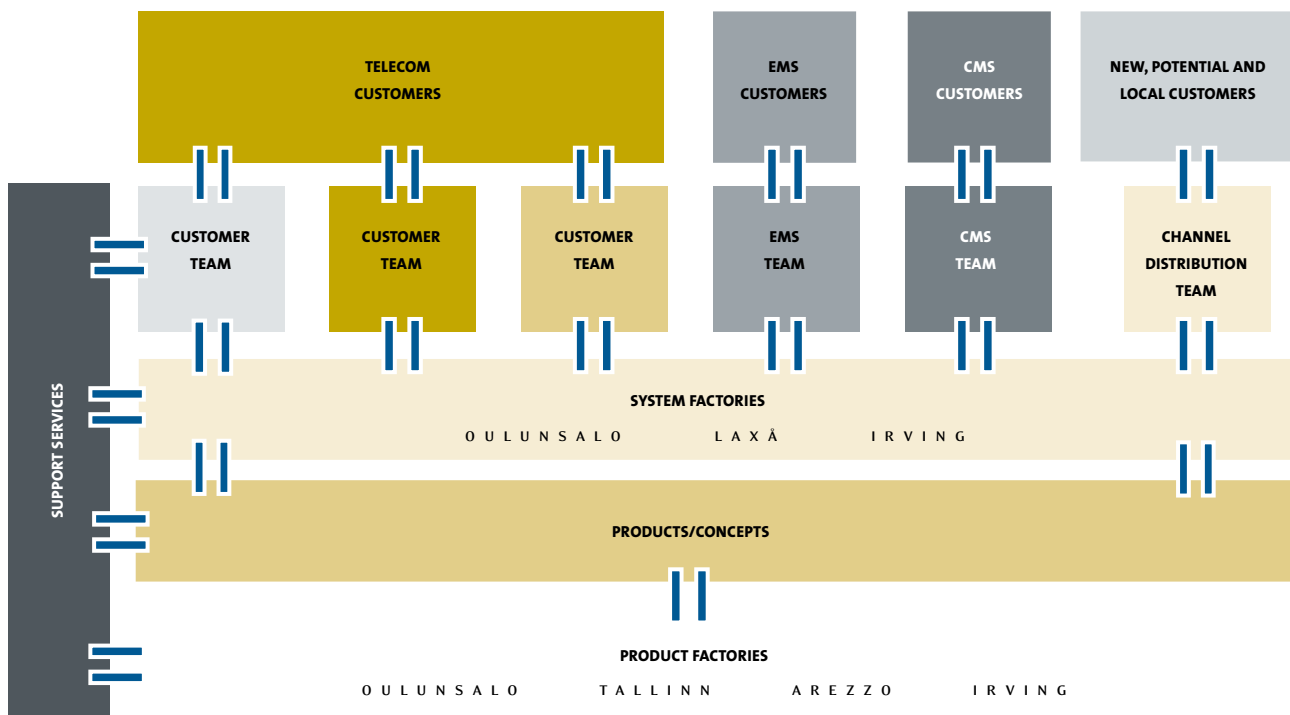 TELECOM
CUSTOMERS
EMS
CUSTOMERS
CMS
CUSTOMERS
NEW, POTENTIAL AND
LOCAL CUSTOMERS
CUSTOMER
TEAM
CUSTOMER
TEAM
CUSTOMER
TEAM
EMS
TEAM
CMS
TEAM
CHANNEL
DISTRIBUTION
TEAM
SUPPORT SERVICES
SYSTEM FACTORIES
OULUNSALO LAXÅ IRVING
PRODUCTS/CONCEPTS
PRODUCT FACTORIES
OULUNSALO TALLINN AREZZO IRVING